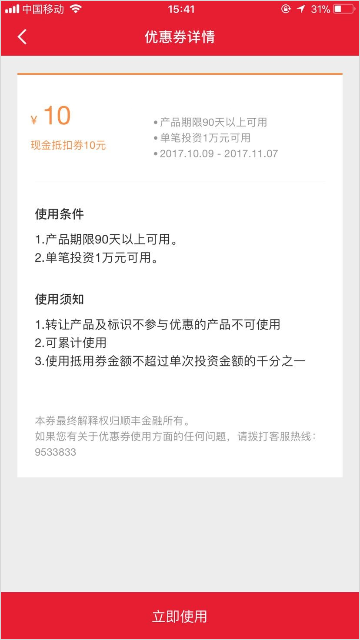 中国移动 15:41 31%
优惠券详情
¥ 10
现金抵扣券10元
• 产品期限90天以上可用
• 单笔投资1万元可用
• 2017.10.09 - 2017.11.07
使用条件
1.产品期限90天以上可用。
2.单笔投资1万元可用。
使用须知
1.转让产品及标识不参与优惠的产品不可使用
2.可累计使用
3.使用抵用券金额不超过单次投资金额的千分之一
本券最终解释权归顺丰金融所有。
如果您有关于优惠券使用方面的任何问题，请拨打客服热线：
9533833
立即使用